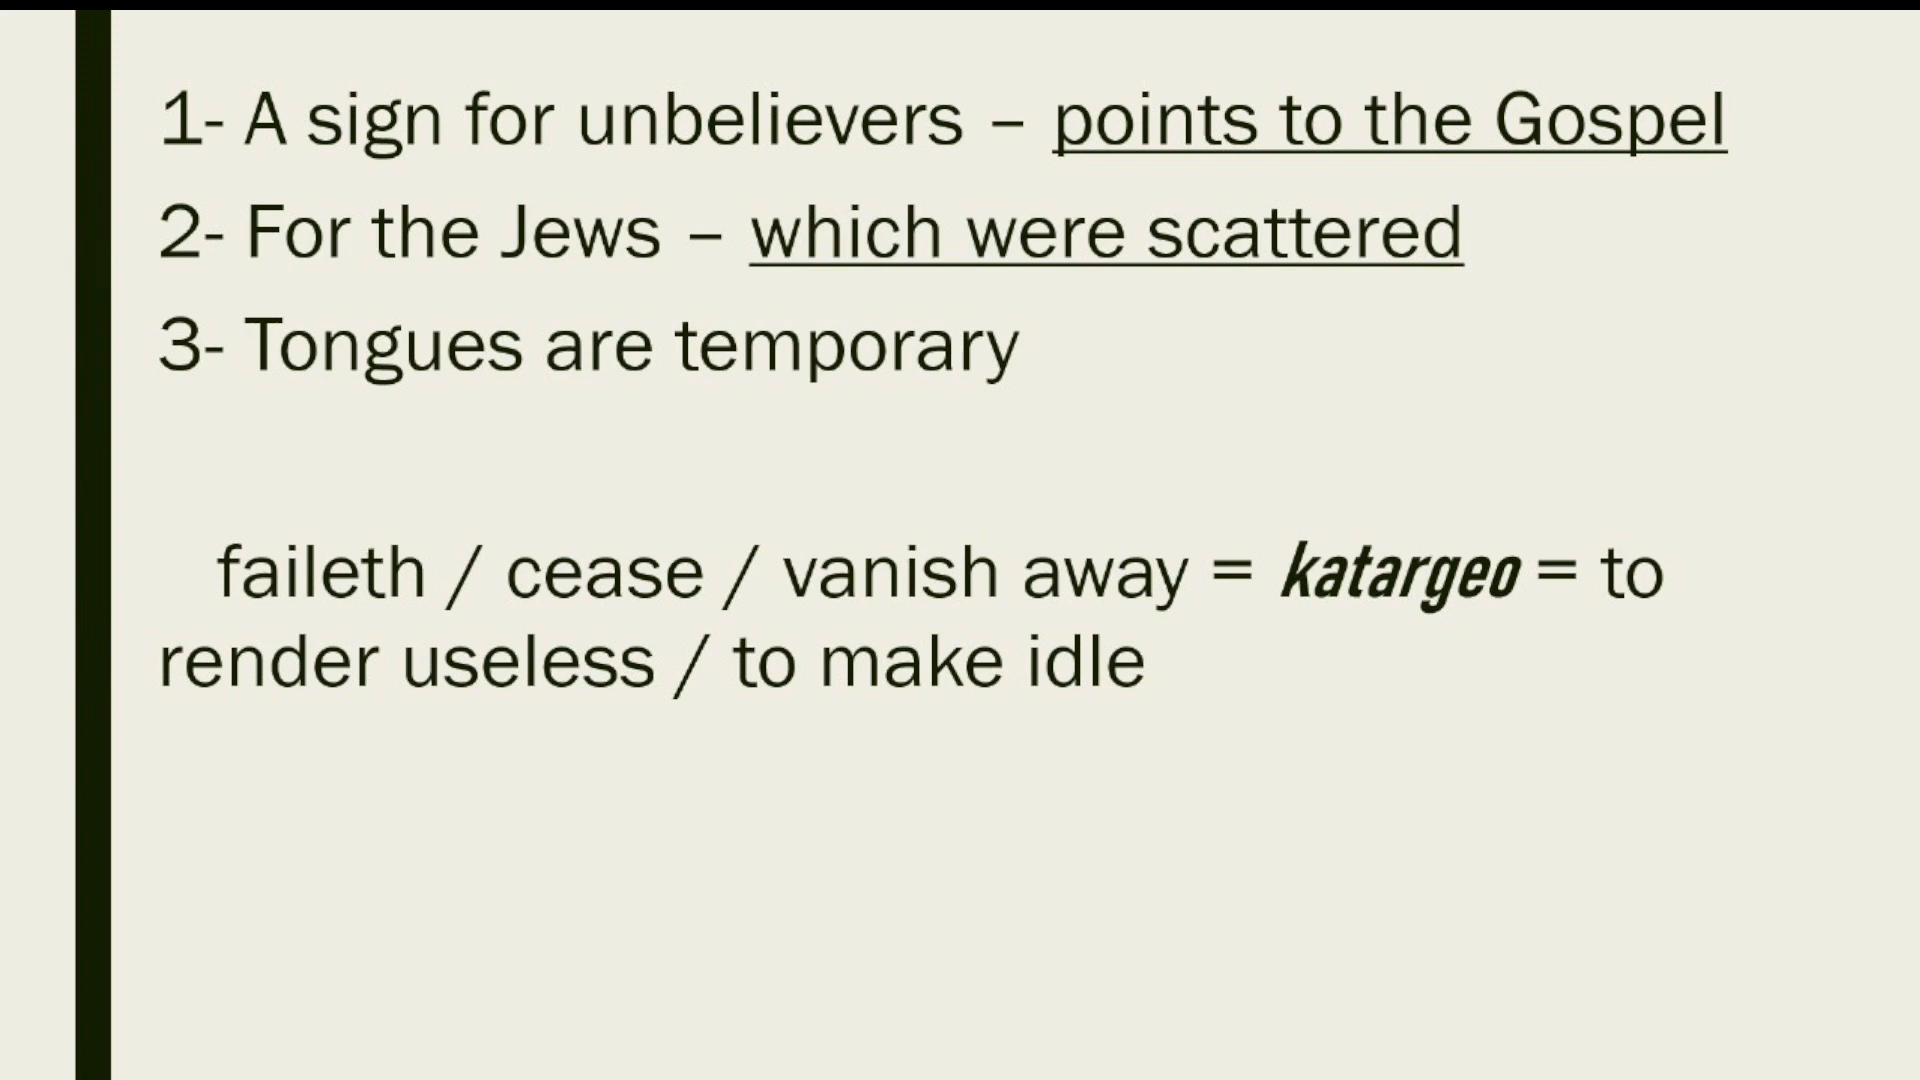 1- A sign for unbelievers – points to the Gospel
2- For the Jews – which were scattered
3- Tongues are temporary
faileth / cease / vanish away = katargeo = to
render useless / to make idle